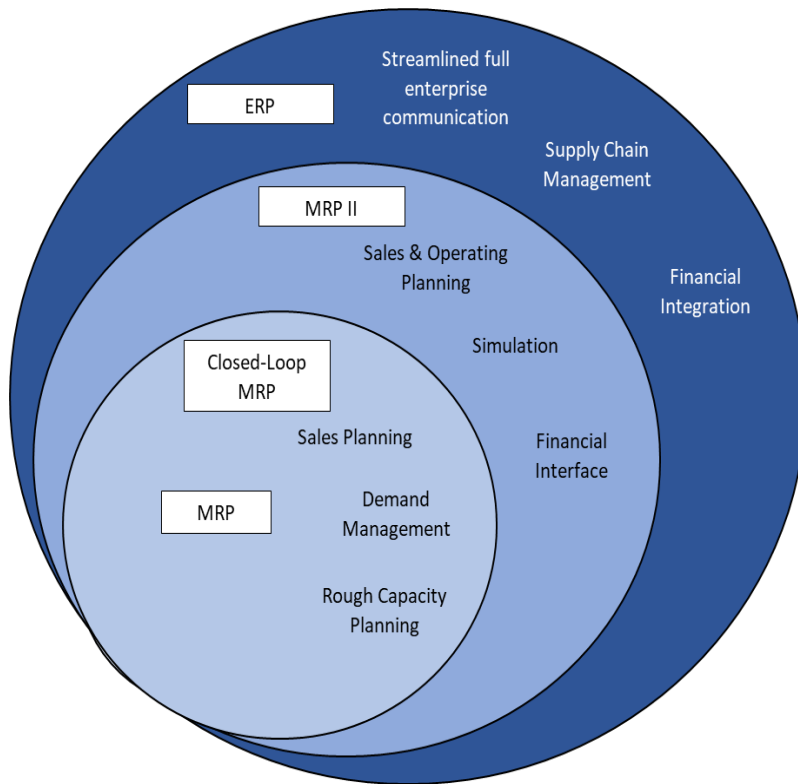 Streamlined full
enterprise
communication
ERP
Supply Chain
Management
MRP II
Sales & Operating
Planning
Financial
Integration
Simulation
Closed-Loop
MRP
Sales Planning
Financial
Interface
MRP
Demand
Management
Rough Capacity
Planning